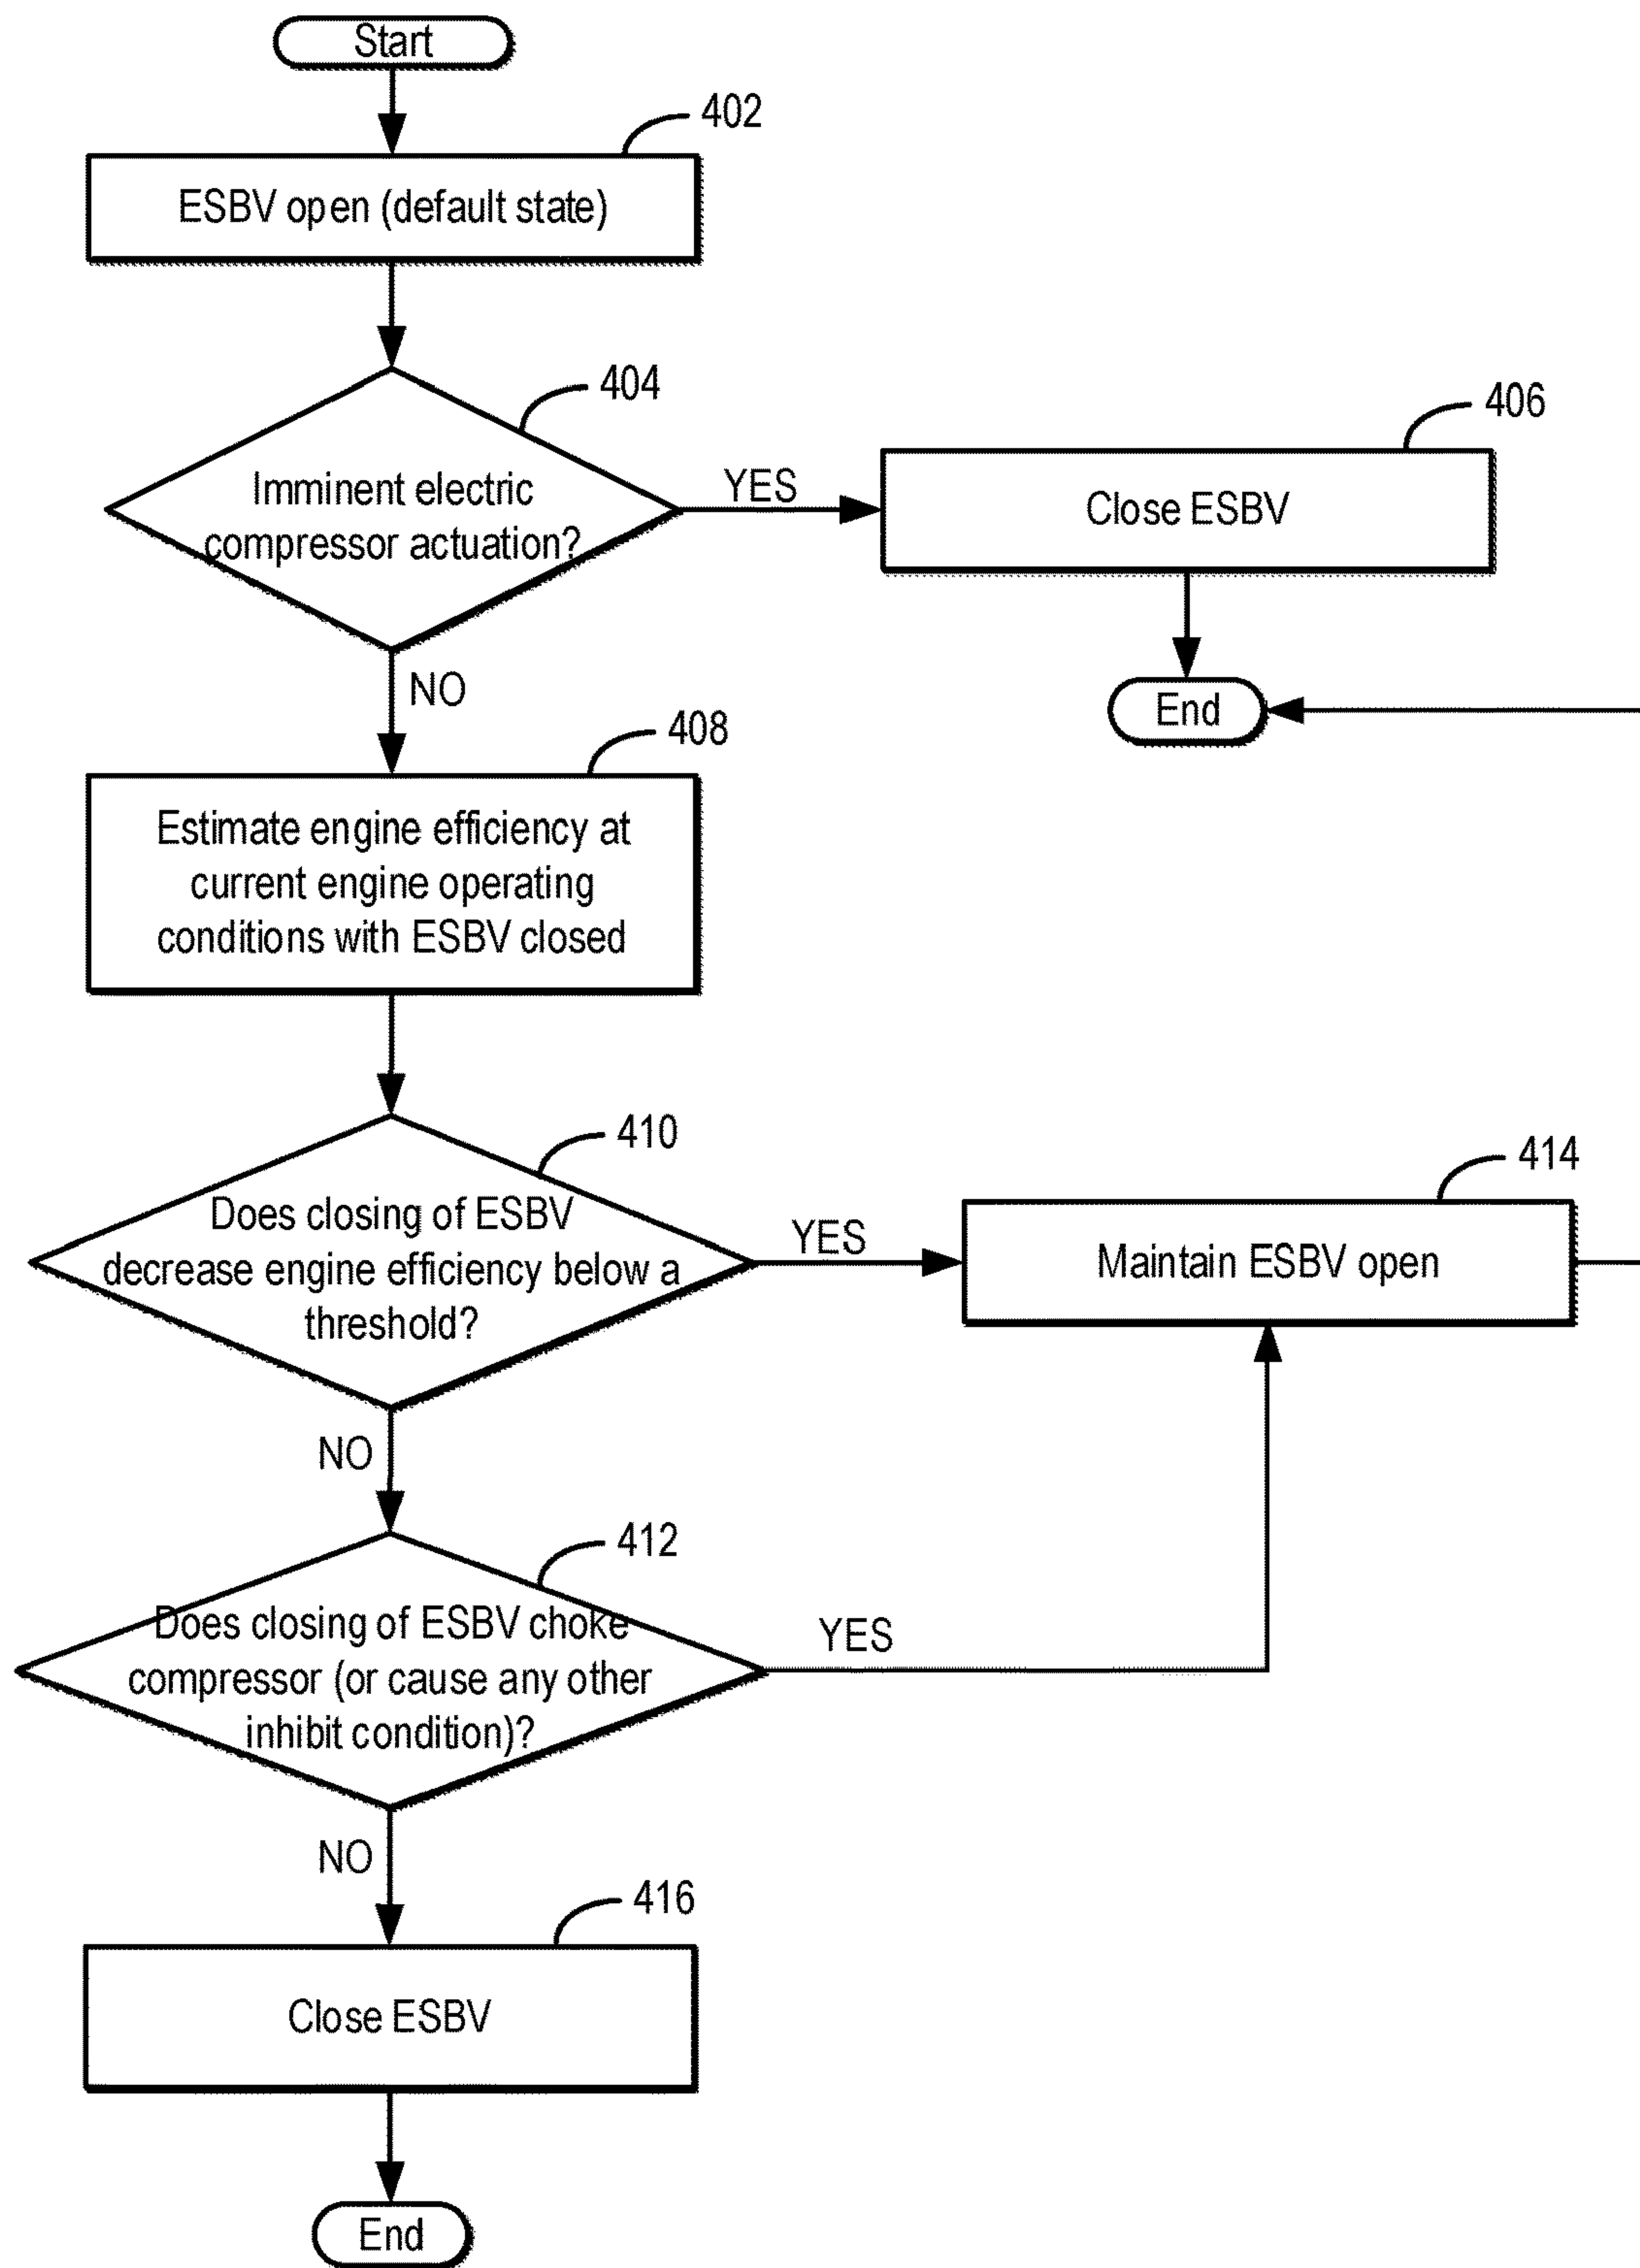 Start
402
ESBV open (default state)
404
Imminent electric
compressor actuation?
YES
406
Close ESBV
End
NO
408
Estimate engine efficiency at
current engine operating
conditions with ESBV closed
410
Does closing of ESBV
decrease engine efficiency below a
threshold?
YES
414
Maintain ESBV open
NO
412
Does closing of ESBV choke
compressor (or cause any other
inhibit condition)?
YES
NO
416
Close ESBV
End